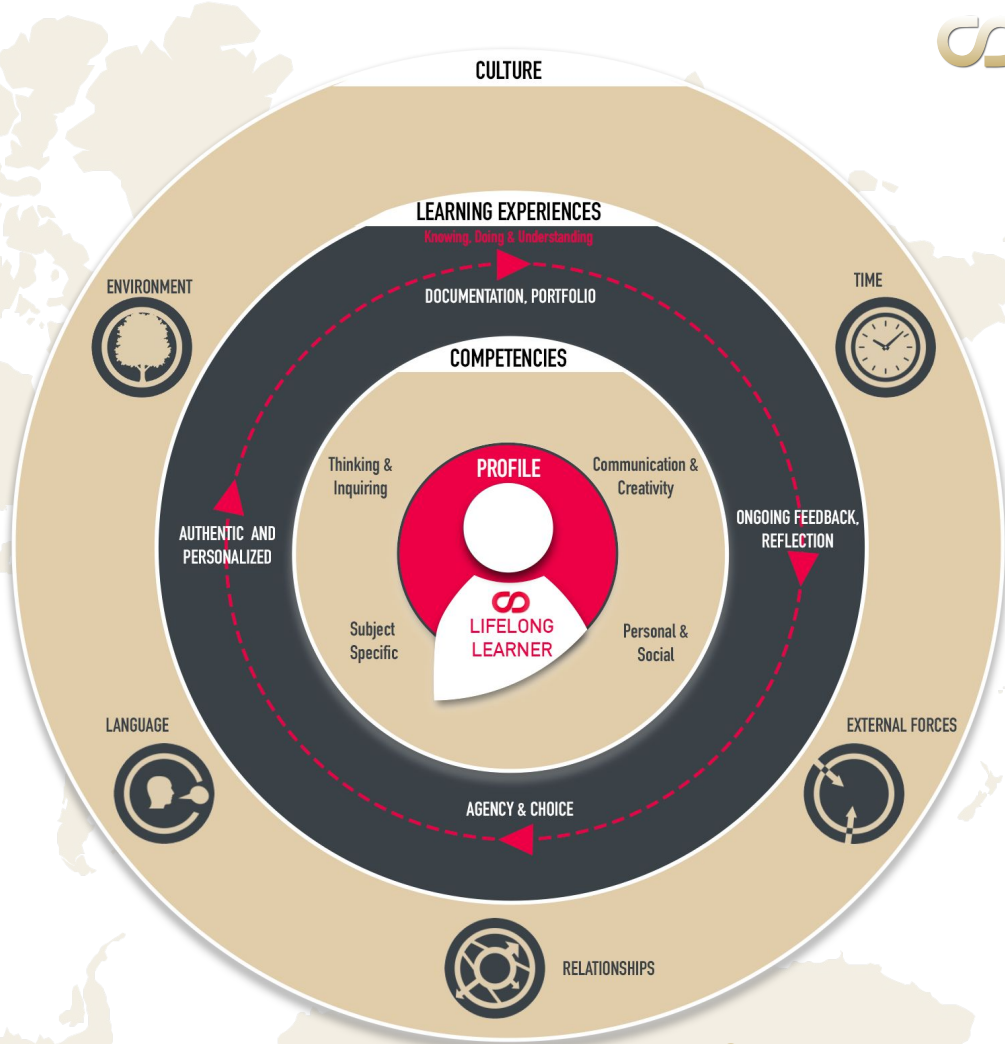 CULTURE
LEARNING EXPERIENCES
Knowing, Doing & Understanding
DOCUMENTATION, PORTFOLIO
ENVIRONMENT
TIME
COMPETENCIES
Thinking &
Inquiring
PROFILE
Communication &
Creativity
AUTHENTIC AND
PERSONALIZED
ONGOING FEEDBACK,
REFLECTION
LIFELONG
LEARNER
Subject
Specific
Personal &
Social
LANGUAGE
EXTERNAL FORCES
AGENCY & CHOICE
RELATIONSHIPS